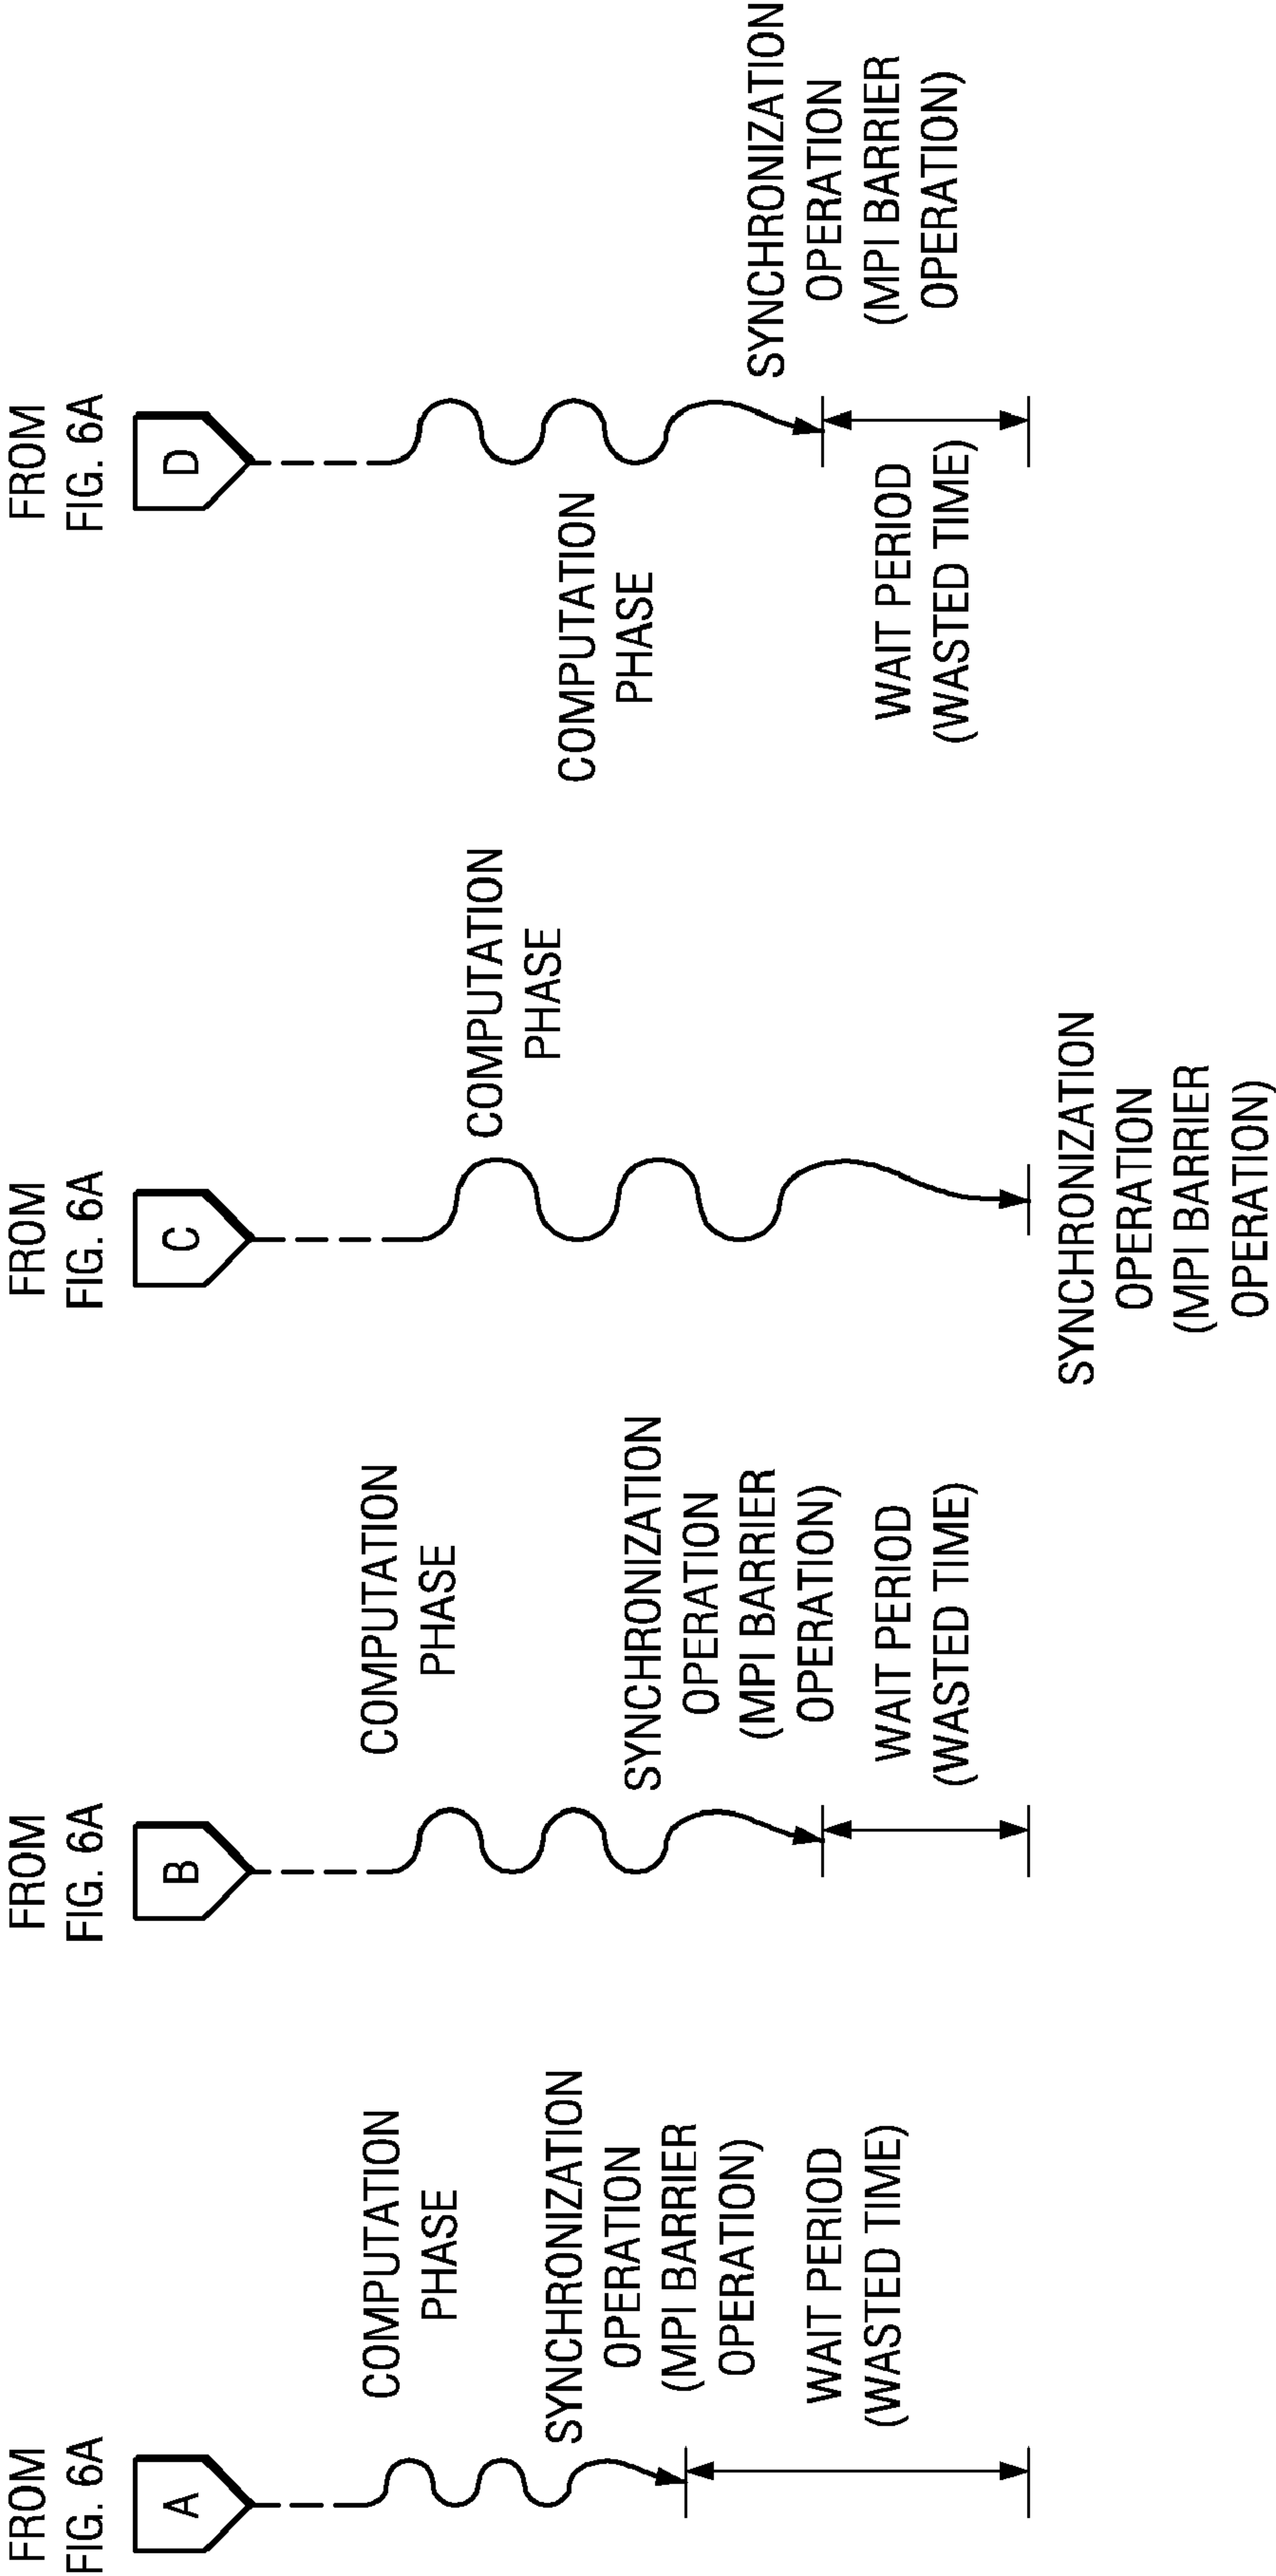 FROM
FIG. 6A
A
COMPUTATION
PHASE
SYNCHRONIZATION
OPERATION
(MPI BARRIER
OPERATION)
WAIT PERIOD
(WASTED TIME)
FROM
FIG. 6A
B
COMPUTATION
PHASE
SYNCHRONIZATION
OPERATION
(MPI BARRIER
OPERATION)
WAIT PERIOD
(WASTED TIME)
FROM
FIG. 6A
C
COMPUTATION
PHASE
SYNCHRONIZATION
OPERATION
(MPI BARRIER
OPERATION)
FROM
FIG. 6A
D
COMPUTATION
PHASE
SYNCHRONIZATION
OPERATION
(MPI BARRIER
OPERATION)
WAIT PERIOD
(WASTED TIME)